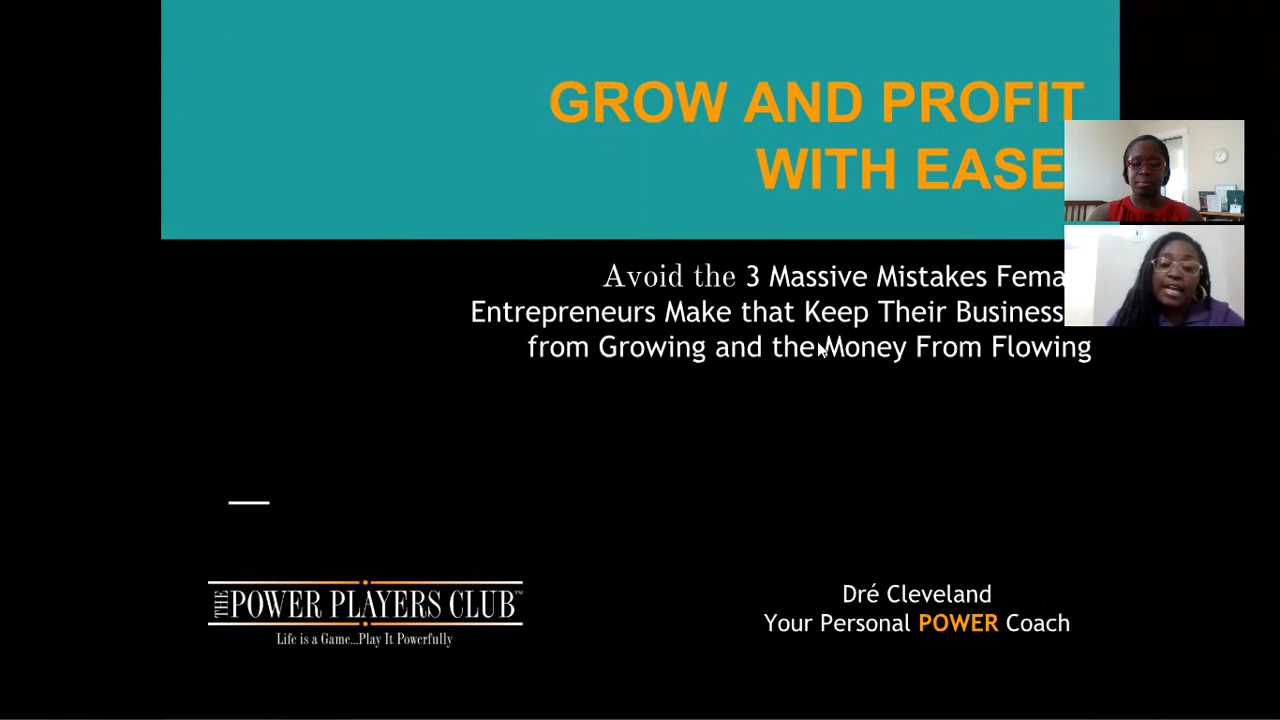 GROW AND PROFIT
WITH EASE
Avoid the 3 Massive Mistakes
Entrepreneurs Make that Keep Their
from Growing and the Money From Flowing
THE POWER PLAYERS CLUB™
Life is a Game...Play It Powerfully
Dré Cleveland
Your Personal POWER Coach